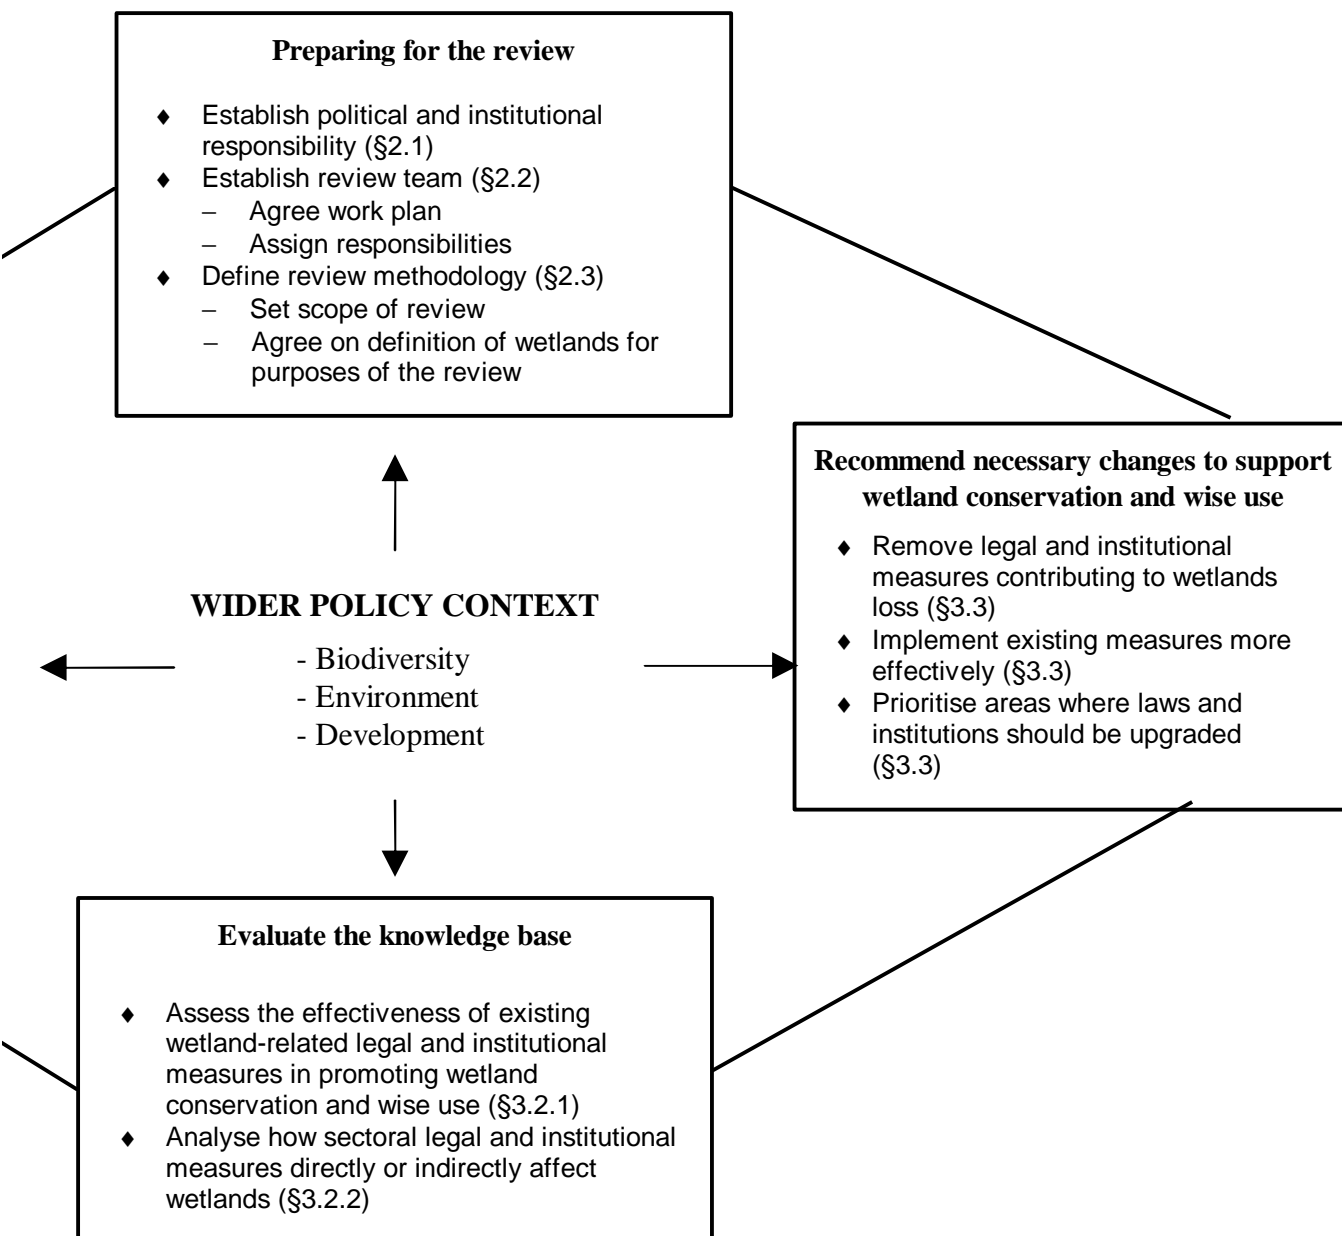 Preparing for the review
♦ Establish political and institutional
responsibility (§2.1)
♦ Establish review team (§2.2)
– Agree work plan
– Assign responsibilities
♦ Define review methodology (§2.3)
– Set scope of review
– Agree on definition of wetlands for
purposes of the review
Recommend necessary changes to support
wetland conservation and wise use
♦ Remove legal and institutional
measures contributing to wetlands
loss (§3.3)
♦ Implement existing measures more
effectively (§3.3)
♦ Prioritise areas where laws and
institutions should be upgraded
(§3.3)
WIDER POLICY CONTEXT
- Biodiversity
- Environment
- Development
Evaluate the knowledge base
♦ Assess the effectiveness of existing
wetland-related legal and institutional
measures in promoting wetland
conservation and wise use (§3.2.1)
♦ Analyse how sectoral legal and institutional
measures directly or indirectly affect
wetlands (§3.2.2)